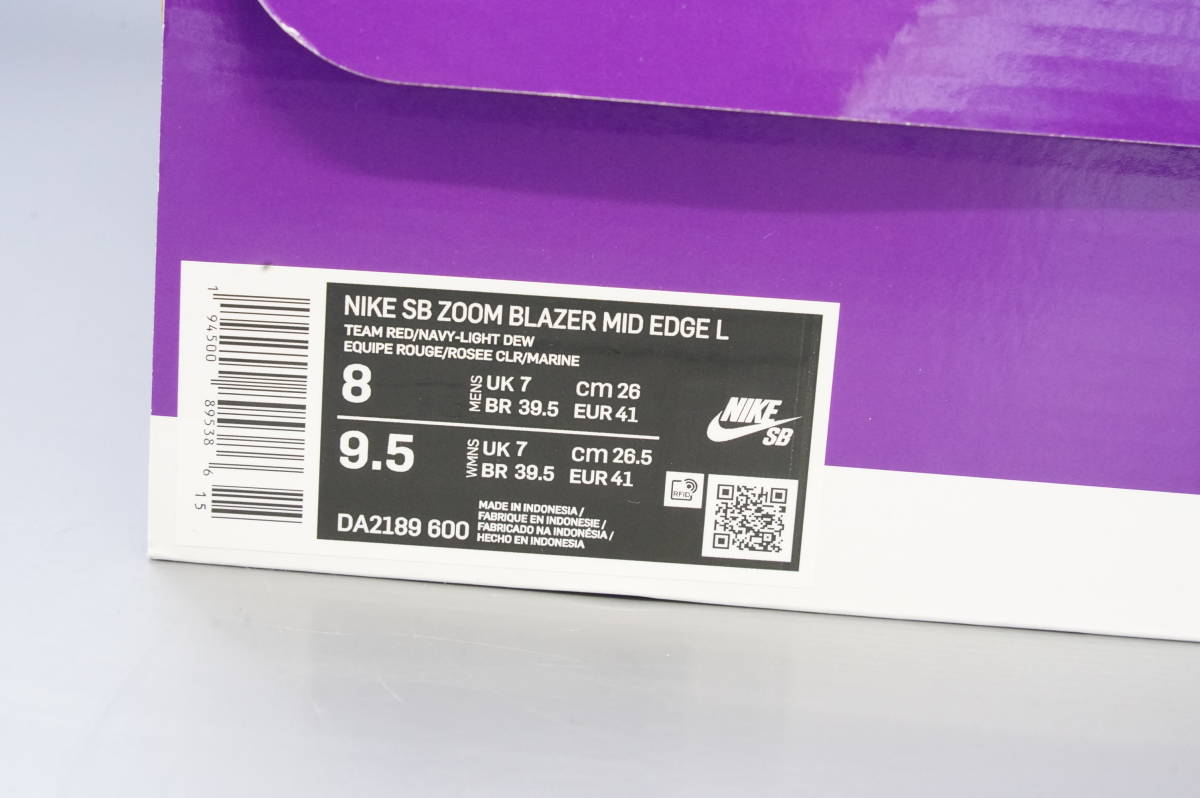 NIKE SB ZOOM BLAZER MID EDGE L
TEAM RED/NAVY-LIGHT DEW
EQUIPE ROUGE/ROSEE CLR/MARINE
8
MENS
UK 7
cm 26
BR 39.5
EUR 41
9.5
WMNS
UK 7
cm 26.5
BR 39.5
EUR 41
NIKE
SB
RFID
DA2189 600
MADE IN INDONESIA /
FABRIQUE EN INDONESIE/
FABRICADO NA INDONÉSIA /
HECHO EN INDONESIA
1 94500 89538 6 15